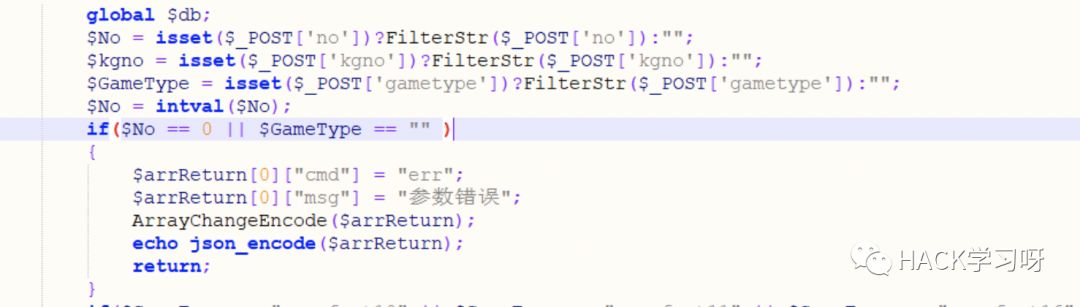 global $db;
$No = isset($_POST['no'])?FilterStr($_POST['no']):"";
$kgno = isset($_POST['kgno'])?FilterStr($_POST['kgno']):"";
$GameType = isset($_POST['gametype'])?FilterStr($_POST['gametype']):"";
$No = intval($No);
if($No == 0 || $GameType == "" )
{
$arrReturn[0]["cmd"] = "err";
$arrReturn[0]["msg"] = "参数错误";
ArrayChangeEncode($arrReturn);
echo json_encode($arrReturn);
return;
}
HACK学习呀